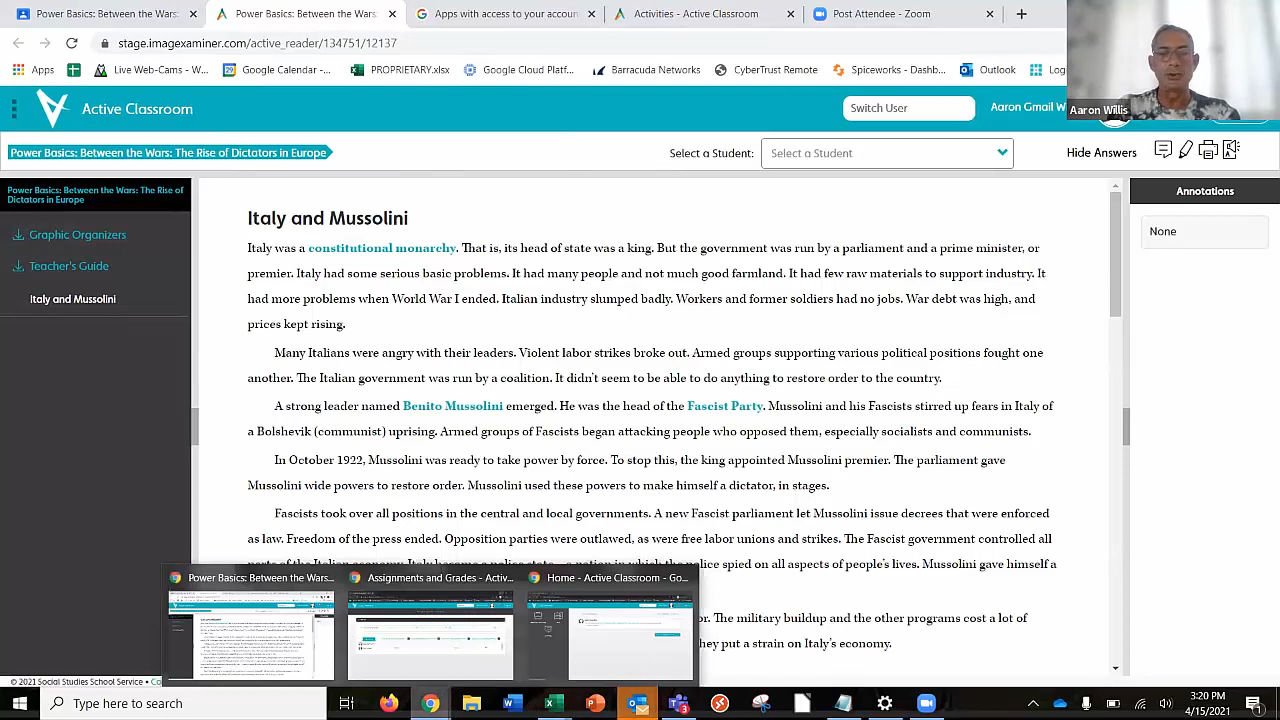 Power Basics: Between the Wars:
Power Basics: Between the Wars:
App with access to your accoun
Activities - Active Classroom
Post Attendee - Zoom
stage.imagexaminer.com/active_reader/134751/12137
Apps
Live Web-Cams - W...
Google Calendar -...
PROPRIETARY.xlsx
Google Cloud Platf...
Barracuda Networks
CyberTrust Remote
Spiceworks Dashb...
Outlook
Active Classroom
Switch User
Aaron Gmail W
Aaron Willis
Power Basics: Between the Wars: The Rise of Dictators in Europe
Select a Student:
Select a Student
Hide Answers
Power Basics: Between the Wars: The Rise of
Dictators in Europe
Graphic Organizers
Teacher's Guide
Italy and Mussolini
Italy and Mussolini
Italy was a constitutional monarchy. That is, its head of state was a king. But the government was run by a parliament and a prime minister, or
premier. Italy had some serious basic problems. It had many people and not much good farmland. It had few raw materials to support industry. It
had more problems when World War I ended. Italian industry slumped badly. Workers and former soldiers had no jobs. War debt was high, and
prices kept rising.
Many Italians were angry with their leaders. Violent labor strikes broke out. Armed groups supporting various political positions fought one
another. The Italian government was run by a coalition. It didn't seem to be able to do anything to restore order to the country.
A strong leader named Benito Mussolini emerged. He was the head of the Fascist Party. Mussolini and his Fascists stirred up fears in Italy of
a Bolshevik (communist) uprising. Armed groups of Fascists began attacking people who opposed them, especially socialists and communists.
In October 1922, Mussolini was ready to take power by force. To stop this, the king appointed Mussolini premier. The parliament gave
Mussolini wide powers to restore order. Mussolini used these powers to make himself a dictator, in stages.
Fascists took over all positions in the central and local governments. A new Fascist parliament let Mussolini issue decrees that were enforced
as law. Freedom of the press ended. Opposition parties were outlawed, as were free labor unions and strikes. The Fascist government controlled all
of people's lives. Mussolini gave himself a
on Italy's economy.
Annotations
None
Power Basics: Between the Wars...
Assignments and Grades - Activ...
Home - Active Classroom - Go...
© 2021 Social Studies School Service •
Type here to search
3:20 PM
4/15/2021